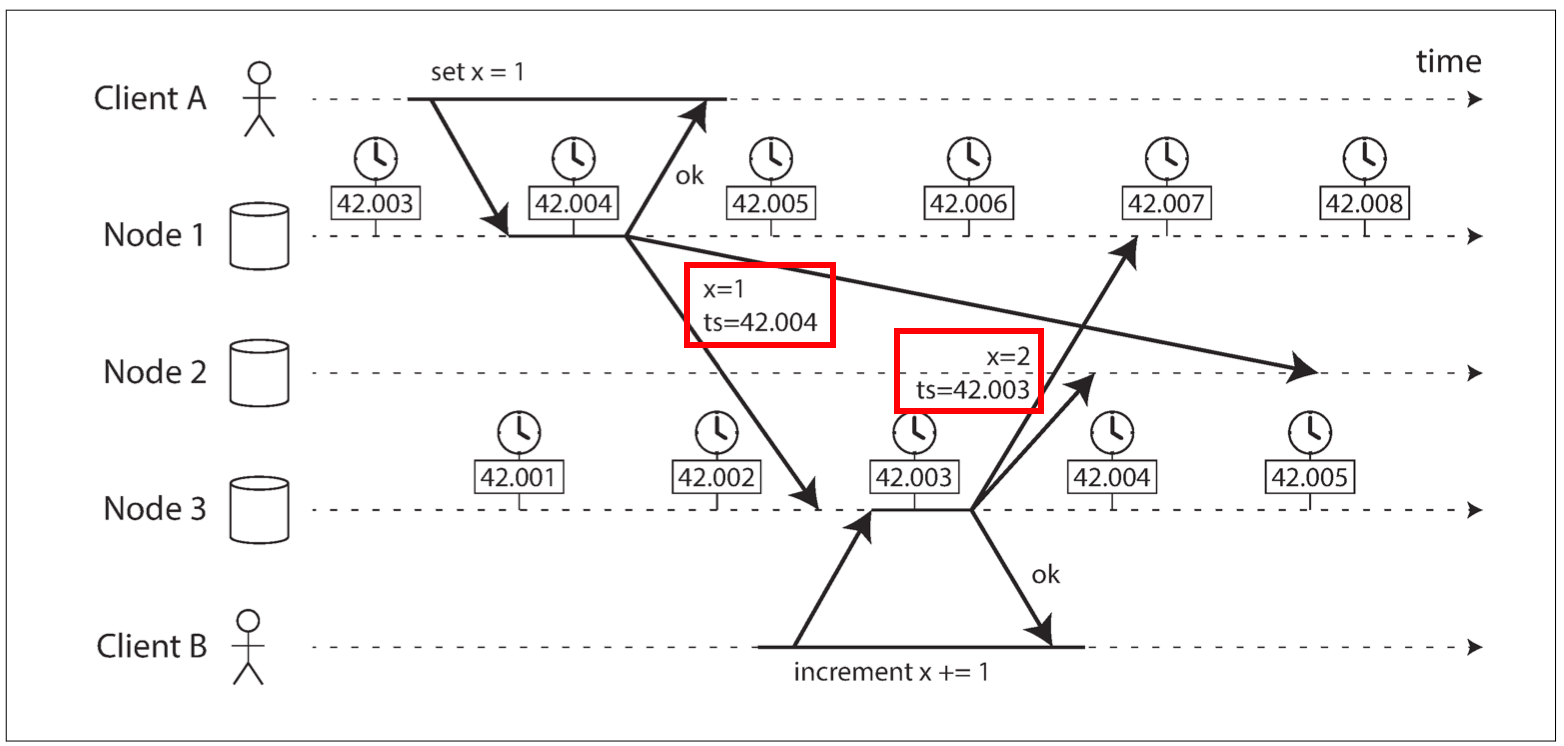 time
set x = 1
Client A
42.003
42.004
ok
42.005
42.006
42.007
42.008
Node 1
x=1
ts=42.004
x=2
ts=42.003
Node 2
42.001
42.002
42.003
42.004
42.005
Node 3
ok
Client B
increment x += 1